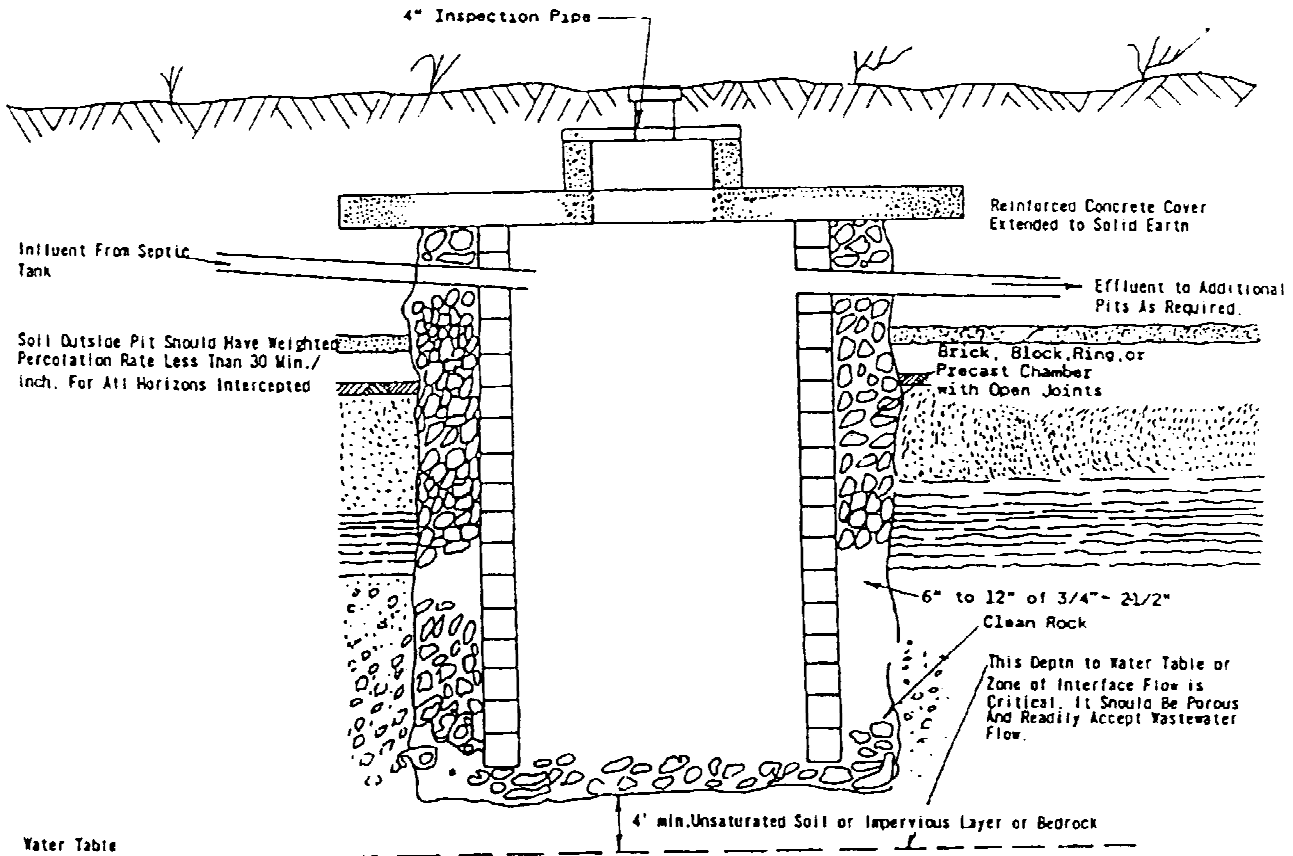 4" Inspection Pipe
Reinforced Concrete Cover
Extended to Solid Earth
Influent From Septic
Tank
Effluent to Additional
Pits As Required.
Soil Outside Pit Should Have Weighted
Percolation Rate Less Than 30 Min./
inch. For All Horizons Intercepted
Brick, Block, Ring, or
Precast Chamber
with Open Joints
6" to 12" of 3/4"- 2-1/2"
Clean Rock
This Depth to Water Table or
Zone of Interface Flow is
Critical. It Should Be Porous
And Readily Accept Wastewater
Flow.
4' min. Unsaturated Soil or Impervious Layer or Bedrock
Water Table